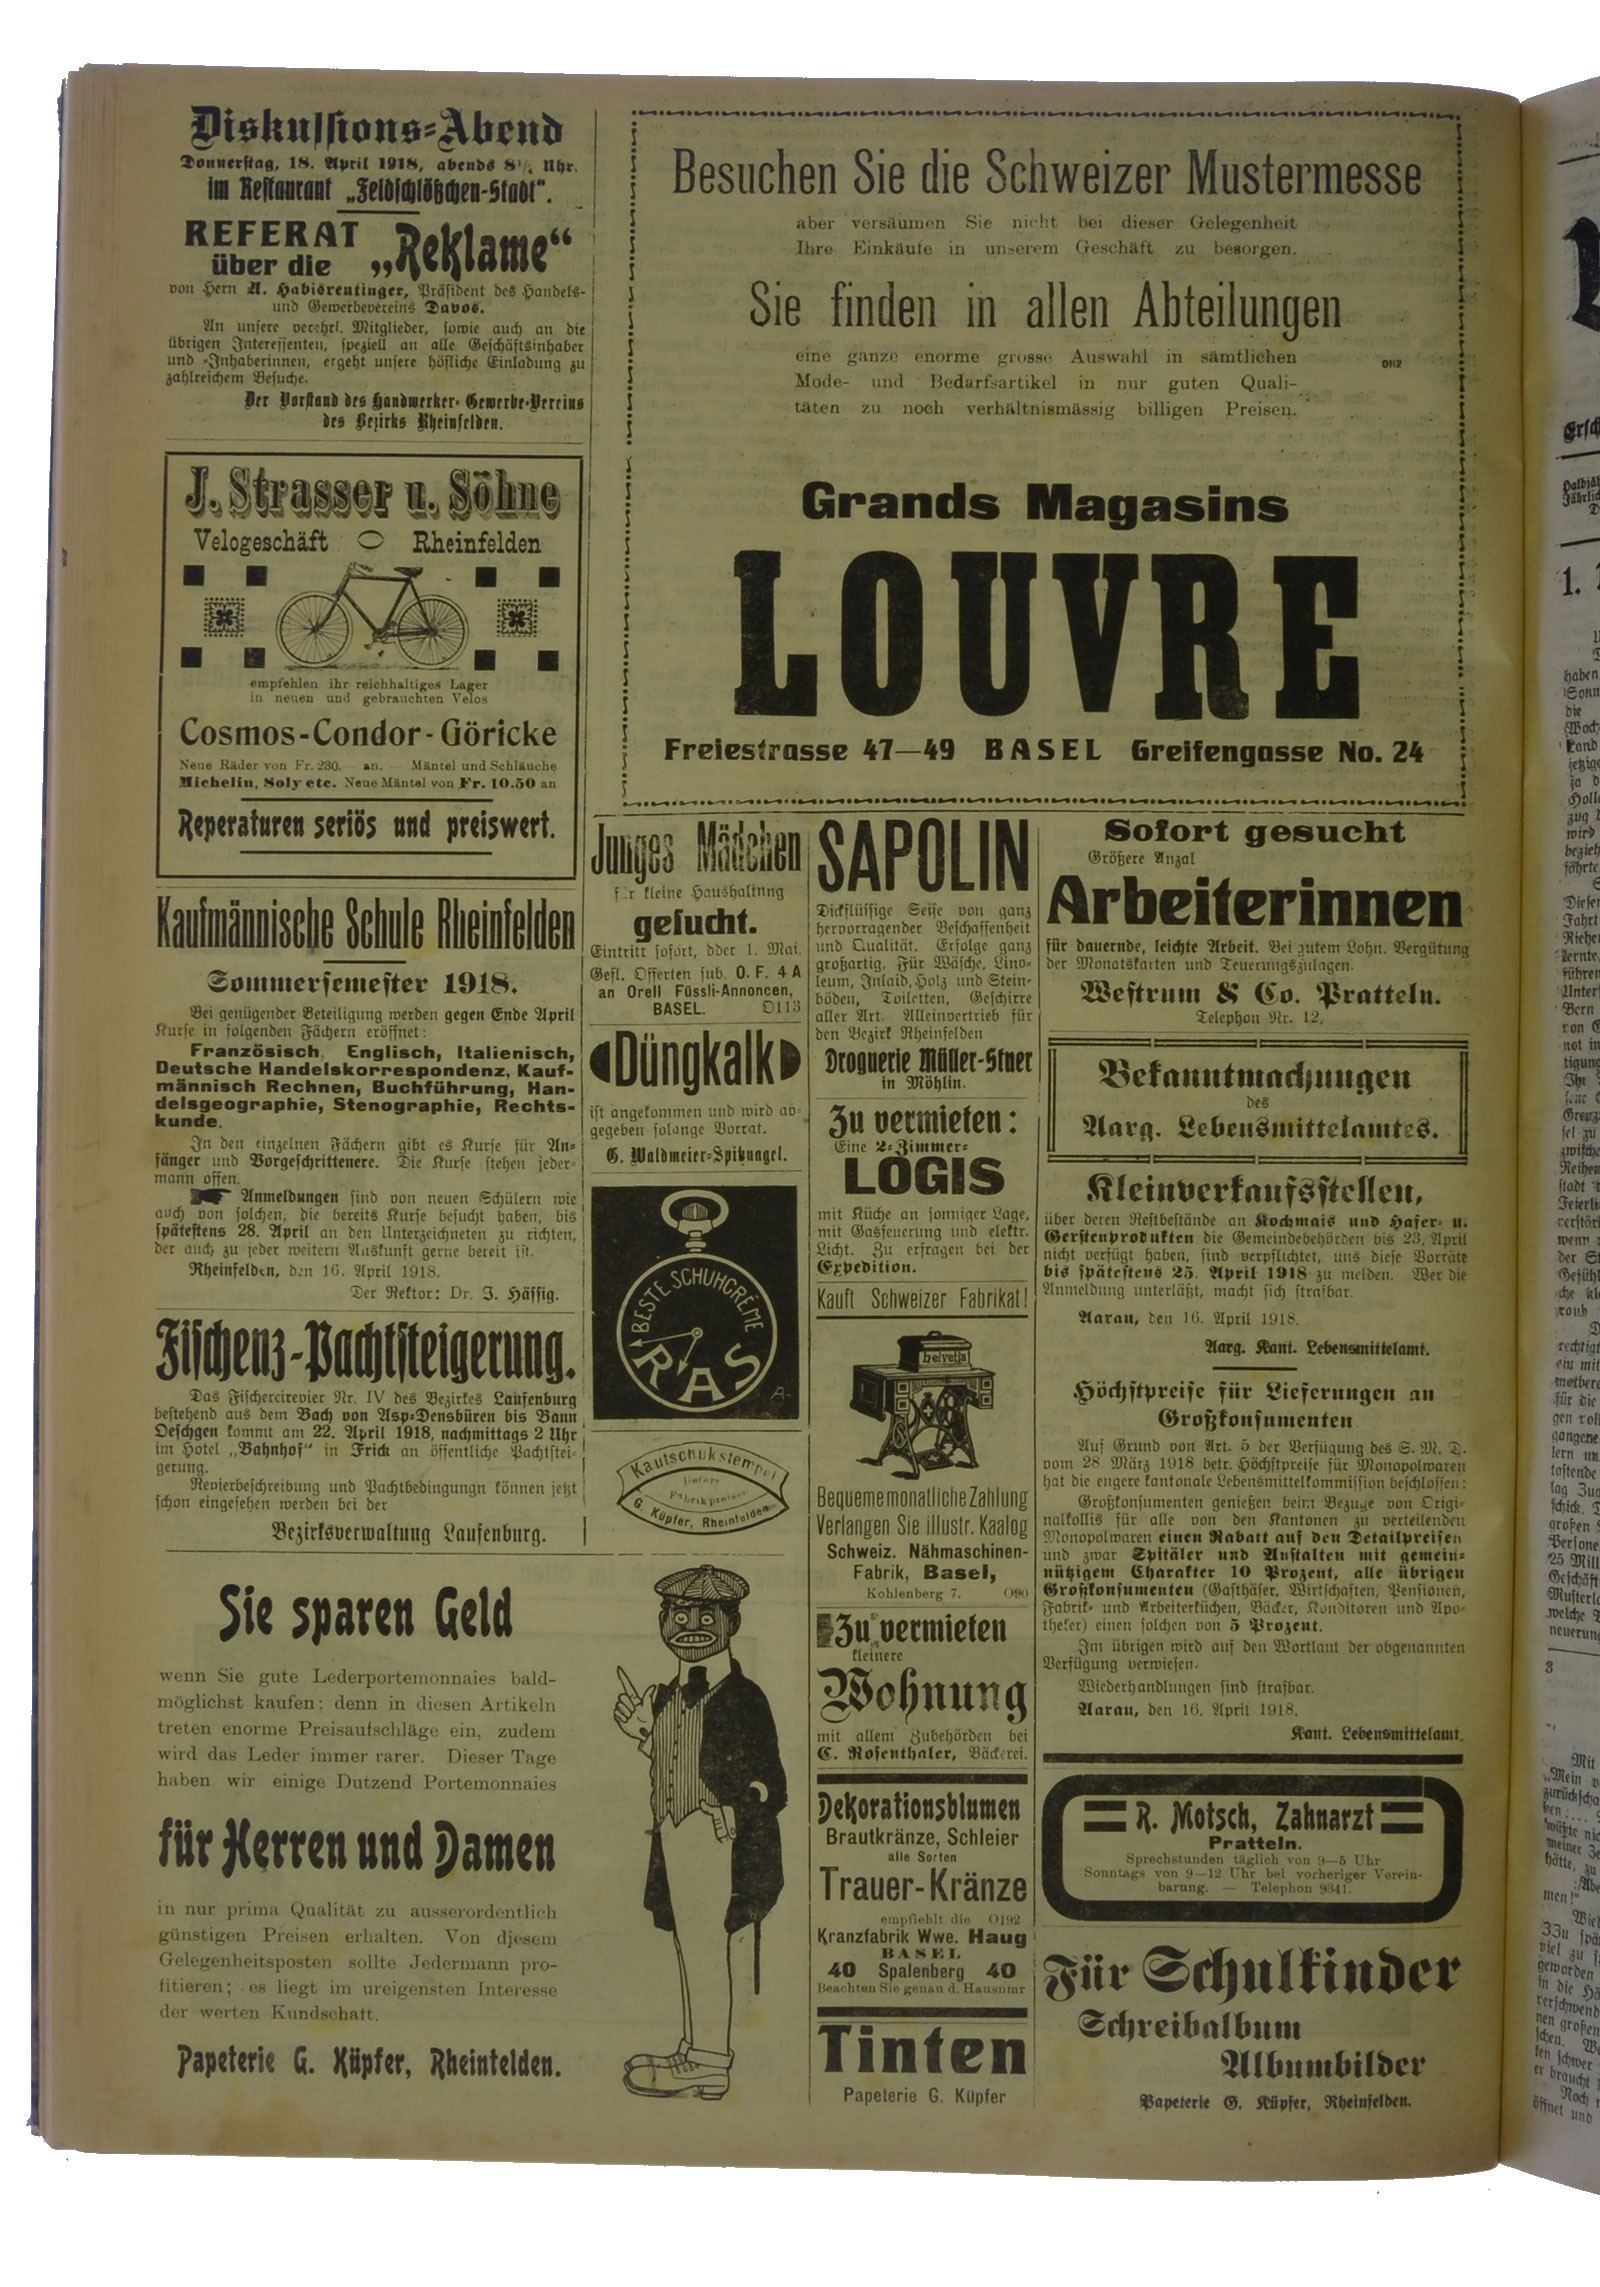 Diskussions-Abend
Donnerstag, 18. April 1918, abends 8½ Uhr.
im Restaurant „Feldschlößchen-Stadt“.
REFERAT
über die
„Reklame“
von Hern A. Habisreutinger, Präsident des Handels-
und Gewerbevereins Davos.
An unsere verehrl. Mitglieder, sowie auch an die
übrigen Interessenten, speziell an alle Geschäftsinhaber
und -Inhaberinnen, ergeht unsere höfliche Einladung zu
zahlreichem Besuche.
Der Vorstand des Handwerker- Gewerbe-Vereins
des Bezirks Rheinfelden.
J. Strasser u. Söhne
Velogeschäft Rheinfelden
empfehlen ihr reichhaltiges Lager
in neuen und gebrauchten Velos
Cosmos-Condor-Göricke
Neue Räder von Fr. 280.— an. — Mäntel und Schläuche
Michelin, Soly etc. Neue Mäntel von Fr. 10.50 an
Reperaturen seriös und preiswert.
Kaufmännische Schule Rheinfelden
Sommersemester 1918.
Bei genügender Beteiligung werden gegen Ende April
Kurse in folgenden Fächern eröffnet:
Französisch, Englisch, Italienisch,
Deutsche Handelskorrespondenz, Kauf-
männisch Rechnen, Buchführung, Han-
delsgeographie, Stenographie, Rechts-
kunde.
In den einzelnen Fächern gibt es Kurse für An-
fänger und Vorgeschrittenere. Die Kurse stehen jeder-
mann offen.
Anmeldungen sind von neuen Schülern wie
auch von solchen, die bereits Kurse besucht haben, bis
spätestens 28. April an den Unterzeichneten zu richten,
der auch zu jeder weitern Auskunft gerne bereit ist.
Rheinfelden, den 16. April 1918.
Der Rektor: Dr. J. Hässig.
Fischenz-Pachtsteigerung.
Das Fischereirevier Nr. IV des Bezirkes Laufenburg
bestehend aus dem Bach von Asp-Densbüren bis Bann
Oeschgen kommt am 22. April 1918, nachmittags 2 Uhr
im Hotel „Bahnhof“ in Frick an öffentliche Pachtstei-
gerung.
Revierbeschreibung und Pachtbedingungn können jetzt
schon eingesehen werden bei der
Bezirksverwaltung Laufenburg.
Sie sparen Geld
wenn Sie gute Lederportemonnaies bald-
möglichst kaufen; denn in diesen Artikeln
treten enorme Preisaufschläge ein, zudem
wird das Leder immer rarer. Dieser Tage
haben wir einige Dutzend Portemonnaies
für Herren und Damen
in nur prima Qualität zu ausserordentlich
günstigen Preisen erhalten. Von diesem
Gelegenheitsposten sollte Jedermann pro-
fitieren; es liegt im ureigensten Interesse
der werten Kundschaft.
Papeterie G. Küpfer, Rheinfelden.
Besuchen Sie die Schweizer Mustermesse
aber versäumen Sie nicht bei dieser Gelegenheit
Ihre Einkäufe in unserem Geschäft zu besorgen.
Sie finden in allen Abteilungen
eine ganze enorme grosse Auswahl in sämtlichen
O112
Mode- und Bedarfsartikel in nur guten Quali-
täten zu noch verhältnismässig billigen Preisen.
Grands Magasins
LOUVRE
Freiestrasse 47—49 BASEL Greifengasse No. 24
Junges Mädchen
für kleine Haushaltung
gesucht.
Eintritt sofort, oder 1. Mai.
Gefl. Offerten sub. O. F. 4 A
an Orell Füssli-Annoncen,
BASEL. O113
Düngkalk
ist angekommen und wird ab-
gegeben solange Vorrat.
G. Waldmeier-Spitznagel.
BESTE SCHUHCRÈME
RAS
A-
Kautschukstempel
liefert
Fabrikpreisen
G. Küpfer, Rheinfelden
SAPOLIN
Dickflüssige Seife von ganz
hervorragender Beschaffenheit
und Qualität. Erfolge ganz
großartig. Für Wäsche, Lino-
leum, Inlaid, Holz und Stein-
böden, Toiletten, Geschirre
aller Art. Alleinvertrieb für
den Bezirk Rheinfelden
Droguerie Müller-Stuer
in Möhlin.
Zu vermieten:
Eine 2-Zimmer-
LOGIS
mit Küche an sonniger Lage,
mit Gasfeuerung und elektr.
Licht. Zu erfragen bei der
Expedition.
Kauft Schweizer Fabrikat!
helvetia
Bequeme monatliche Zahlung
Verlangen Sie illustr. Kaalog
Schweiz. Nähmaschinen-
Fabrik, Basel,
Kohlenberg 7. O90
Zu vermieten
kleinere
Wohnung
mit allem Zubehörden bei
C. Rosenthaler, Bäckerei.
Dekorationsblumen
Brautkränze, Schleier
alle Sorten
Trauer-Kränze
empfiehlt die O192
Kranzfabrik Wwe. Haug
BASEL
40 Spalenberg 40
Beachten Sie genau d. Hausnmr
Tinten
Papeterie G. Küpfer
Sofort gesucht
Größere Anzal
Arbeiterinnen
für dauernde, leichte Arbeit. Bei gutem Lohn. Vergütung
der Monatskarten und Teuerungszulagen.
Westrum & Co. Pratteln.
Telephon Nr. 12.
Bekanntmachungen
des
Aarg. Lebensmittelamtes.
Kleinverkaufsstellen,
über deren Restbestände an Kochmais und Hafer- u.
Gerstenprodukten die Gemeindebehörden bis 23. April
nicht verfügt haben, sind verpflichtet, uns diese Vorräte
bis spätestens 25. April 1918 zu melden. Wer die
Anmeldung unterläßt, macht sich strafbar.
Aarau, den 16. April 1918.
Aarg. Kant. Lebensmittelamt.
Höchstpreise für Lieferungen an
Großkonsumenten
Auf Grund von Art. 5 der Verfügung des S. M. D.
vom 28. März 1918 betr. Höchstpreise für Monopolwaren
hat die engere kantonale Lebensmittelkommission beschlossen:
Großkonsumenten genießen beim Bezuge von Origi-
nalkollis für alle von den Kantonen zu verteilenden
Monopolwaren einen Rabatt auf den Detailpreisen
und zwar Spitäler und Anstalten mit gemein-
nützigem Charakter 10 Prozent, alle übrigen
Großkonsumenten (Gasthäser, Wirtschaften, Pensionen,
Fabrik- und Arbeiterküchen, Bäcker, Konditoren und Apo-
theker) einen solchen von 5 Prozent.
Im übrigen wird auf den Wortlaut der obgenannten
Verfügung verwiesen.
Wiederhandlungen sind strafbar.
Aarau, den 16. April 1918.
Kant. Lebensmittelamt.
R. Motsch, Zahnarzt
Pratteln.
Sprechstunden täglich von 9—5 Uhr
Sonntags von 9—12 Uhr bei vorheriger Verein-
barung. — Telephon 9341.
Für Schulkinder
Schreibalbum
Albumbilder
Papeterie G. Küpfer, Rheinfelden.